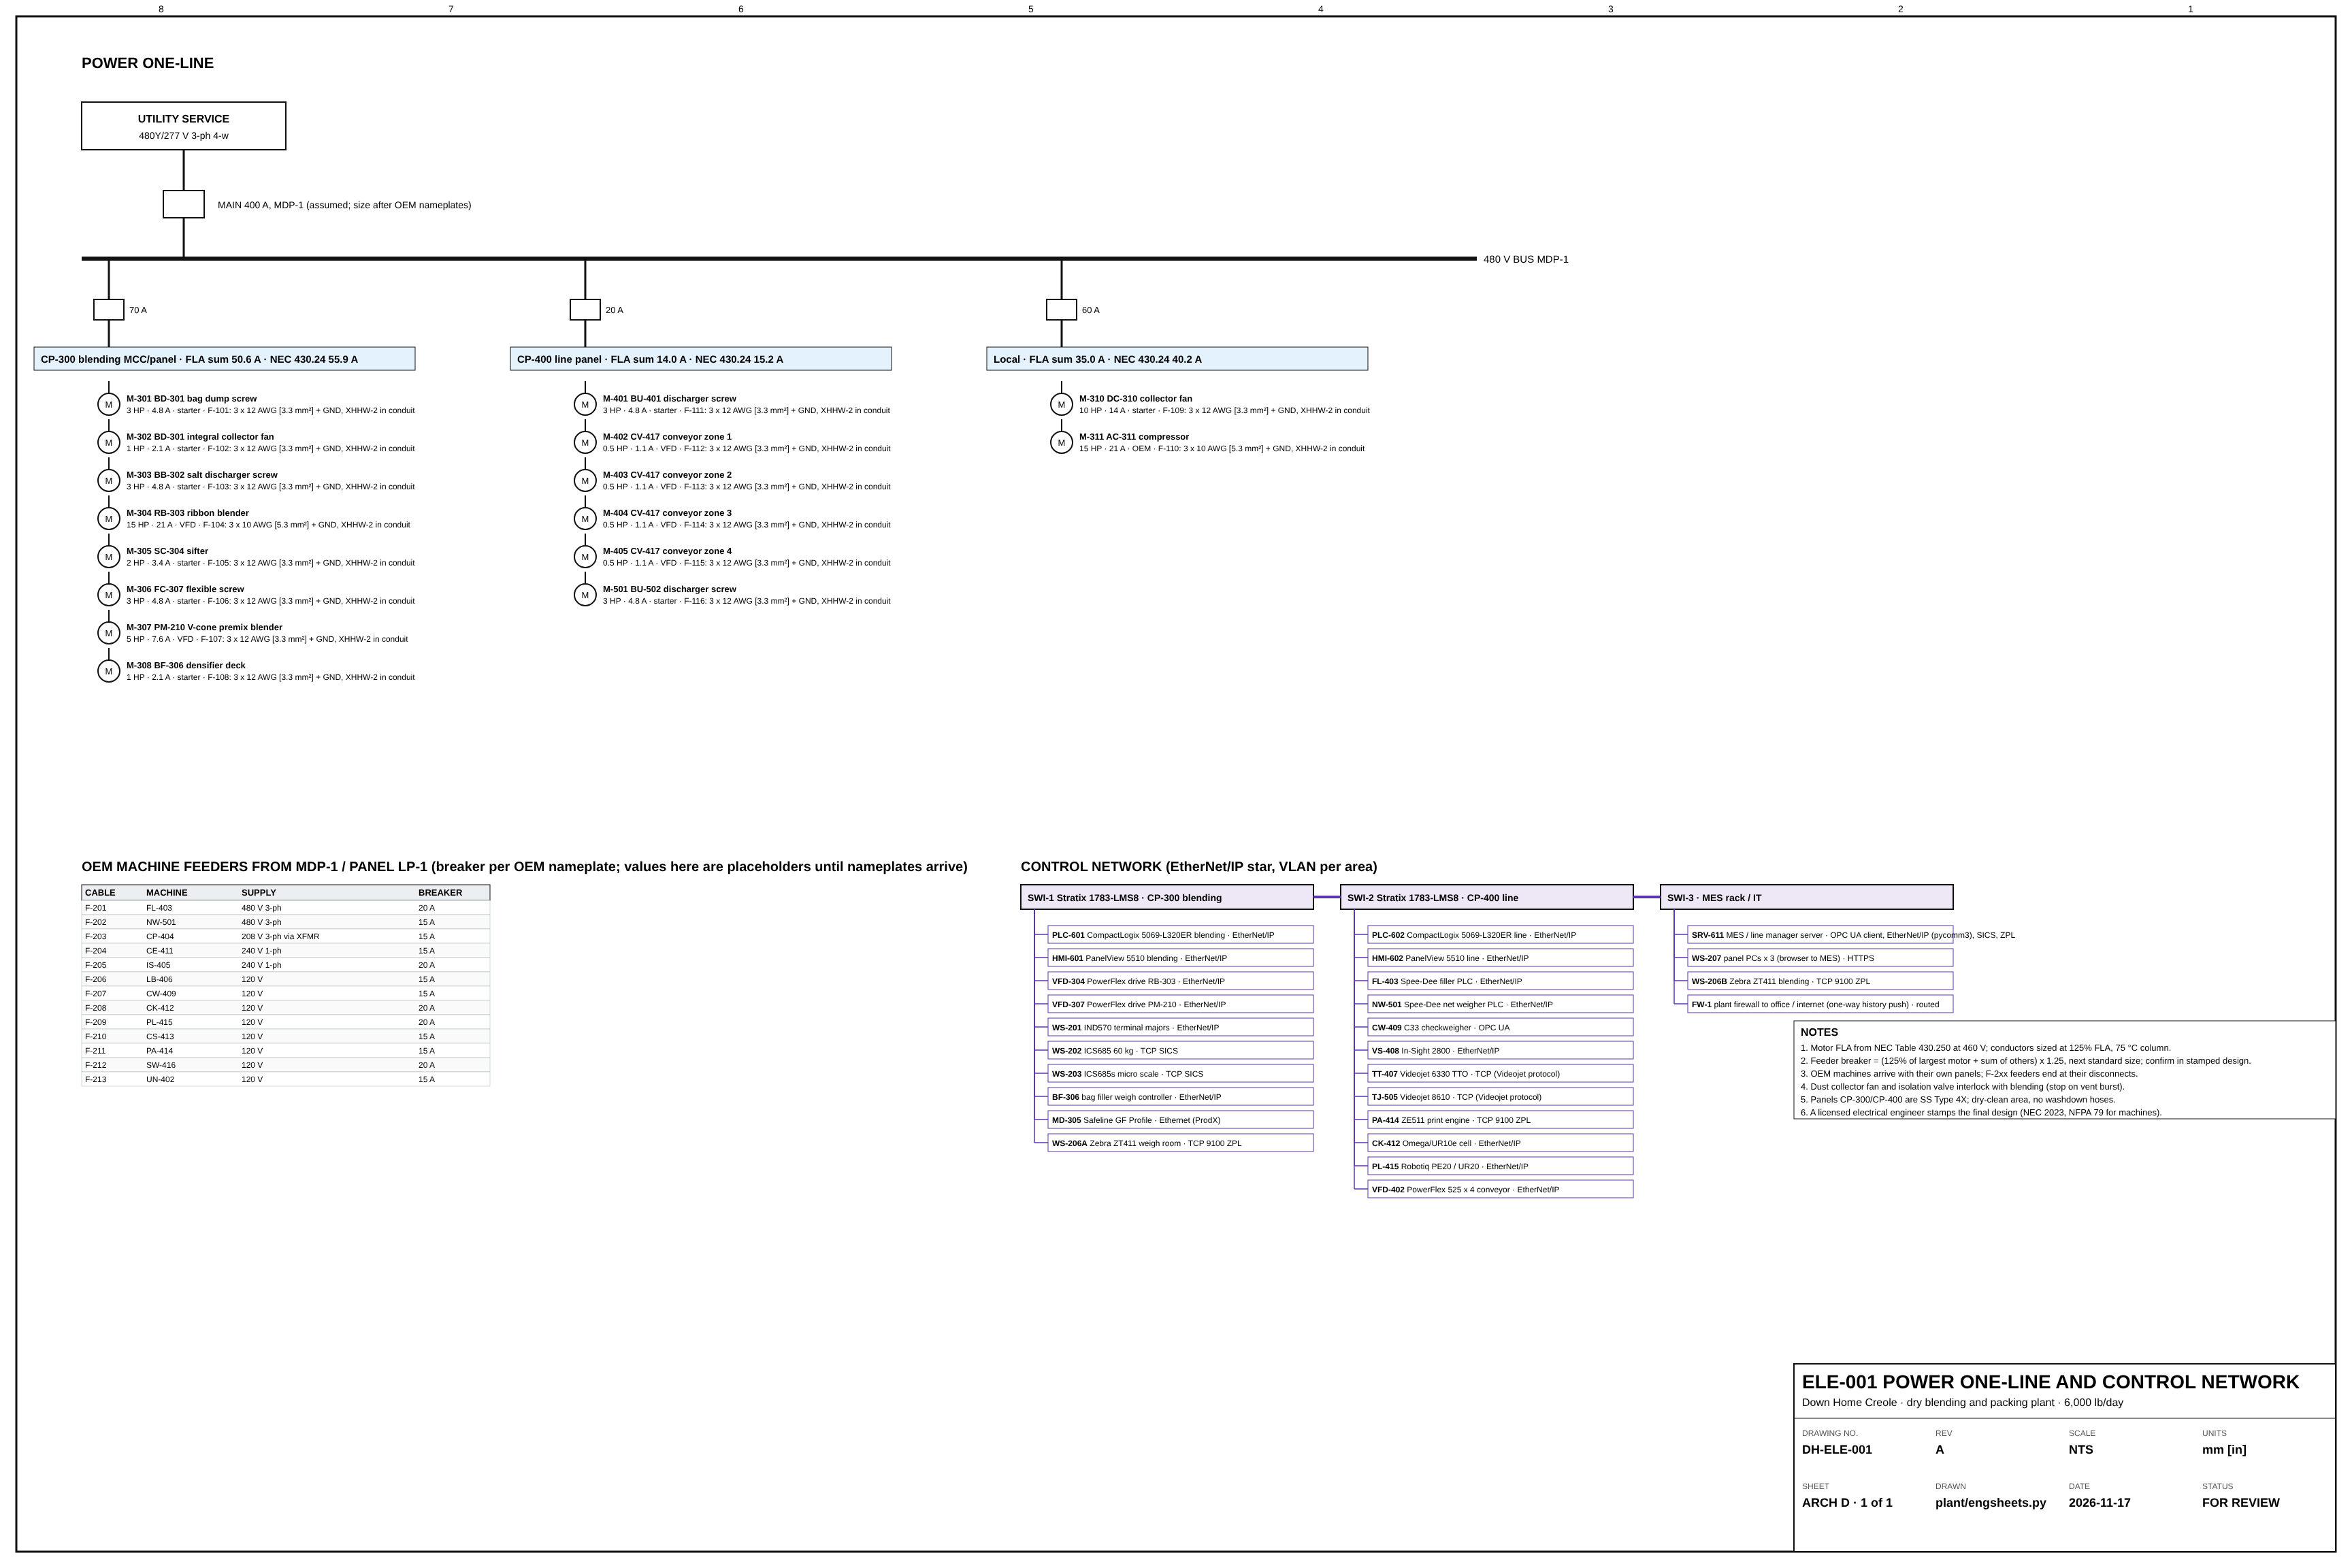 8 7 6 5 4 3 2 1
POWER ONE-LINE
UTILITY SERVICE
480Y/277 V 3-ph 4-w
MAIN 400 A, MDP-1 (assumed; size after OEM nameplates)
480 V BUS MDP-1
70 A
20 A
60 A
CP-300 blending MCC/panel · FLA sum 50.6 A · NEC 430.24 55.9 A
M M-301 BD-301 bag dump screw
3 HP · 4.8 A · starter · F-101: 3 x 12 AWG [3.3 mm²] + GND, XHHW-2 in conduit
M M-302 BD-301 integral collector fan
1 HP · 2.1 A · starter · F-102: 3 x 12 AWG [3.3 mm²] + GND, XHHW-2 in conduit
M M-303 BB-302 salt discharger screw
3 HP · 4.8 A · starter · F-103: 3 x 12 AWG [3.3 mm²] + GND, XHHW-2 in conduit
M M-304 RB-303 ribbon blender
15 HP · 21 A · VFD · F-104: 3 x 10 AWG [5.3 mm²] + GND, XHHW-2 in conduit
M M-305 SC-304 sifter
2 HP · 3.4 A · starter · F-105: 3 x 12 AWG [3.3 mm²] + GND, XHHW-2 in conduit
M M-306 FC-307 flexible screw
3 HP · 4.8 A · starter · F-106: 3 x 12 AWG [3.3 mm²] + GND, XHHW-2 in conduit
M M-307 PM-210 V-cone premix blender
5 HP · 7.6 A · VFD · F-107: 3 x 12 AWG [3.3 mm²] + GND, XHHW-2 in conduit
M M-308 BF-306 densifier deck
1 HP · 2.1 A · starter · F-108: 3 x 12 AWG [3.3 mm²] + GND, XHHW-2 in conduit
CP-400 line panel · FLA sum 14.0 A · NEC 430.24 15.2 A
M M-401 BU-401 discharger screw
3 HP · 4.8 A · starter · F-111: 3 x 12 AWG [3.3 mm²] + GND, XHHW-2 in conduit
M M-402 CV-417 conveyor zone 1
0.5 HP · 1.1 A · VFD · F-112: 3 x 12 AWG [3.3 mm²] + GND, XHHW-2 in conduit
M M-403 CV-417 conveyor zone 2
0.5 HP · 1.1 A · VFD · F-113: 3 x 12 AWG [3.3 mm²] + GND, XHHW-2 in conduit
M M-404 CV-417 conveyor zone 3
0.5 HP · 1.1 A · VFD · F-114: 3 x 12 AWG [3.3 mm²] + GND, XHHW-2 in conduit
M M-405 CV-417 conveyor zone 4
0.5 HP · 1.1 A · VFD · F-115: 3 x 12 AWG [3.3 mm²] + GND, XHHW-2 in conduit
M M-501 BU-502 discharger screw
3 HP · 4.8 A · starter · F-116: 3 x 12 AWG [3.3 mm²] + GND, XHHW-2 in conduit
Local · FLA sum 35.0 A · NEC 430.24 40.2 A
M M-310 DC-310 collector fan
10 HP · 14 A · starter · F-109: 3 x 12 AWG [3.3 mm²] + GND, XHHW-2 in conduit
M M-311 AC-311 compressor
15 HP · 21 A · OEM · F-110: 3 x 10 AWG [5.3 mm²] + GND, XHHW-2 in conduit
OEM MACHINE FEEDERS FROM MDP-1 / PANEL LP-1 (breaker per OEM nameplate; values here are placeholders until nameplates arrive)
CABLE MACHINE SUPPLY BREAKER
F-201 FL-403 480 V 3-ph 20 A
F-202 NW-501 480 V 3-ph 15 A
F-203 CP-404 208 V 3-ph via XFMR 15 A
F-204 CE-411 240 V 1-ph 15 A
F-205 IS-405 240 V 1-ph 20 A
F-206 LB-406 120 V 15 A
F-207 CW-409 120 V 15 A
F-208 CK-412 120 V 20 A
F-209 PL-415 120 V 20 A
F-210 CS-413 120 V 15 A
F-211 PA-414 120 V 15 A
F-212 SW-416 120 V 20 A
F-213 UN-402 120 V 15 A
CONTROL NETWORK (EtherNet/IP star, VLAN per area)
SWI-1 Stratix 1783-LMS8 · CP-300 blending
PLC-601 CompactLogix 5069-L320ER blending · EtherNet/IP
HMI-601 PanelView 5510 blending · EtherNet/IP
VFD-304 PowerFlex drive RB-303 · EtherNet/IP
VFD-307 PowerFlex drive PM-210 · EtherNet/IP
WS-201 IND570 terminal majors · EtherNet/IP
WS-202 ICS685 60 kg · TCP SICS
WS-203 ICS685s micro scale · TCP SICS
BF-306 bag filler weigh controller · EtherNet/IP
MD-305 Safeline GF Profile · Ethernet (ProdX)
WS-206A Zebra ZT411 weigh room · TCP 9100 ZPL
SWI-2 Stratix 1783-LMS8 · CP-400 line
PLC-602 CompactLogix 5069-L320ER line · EtherNet/IP
HMI-602 PanelView 5510 line · EtherNet/IP
FL-403 Spee-Dee filler PLC · EtherNet/IP
NW-501 Spee-Dee net weigher PLC · EtherNet/IP
CW-409 C33 checkweigher · OPC UA
VS-408 In-Sight 2800 · EtherNet/IP
TT-407 Videojet 6330 TTO · TCP (Videojet protocol)
TJ-505 Videojet 8610 · TCP (Videojet protocol)
PA-414 ZE511 print engine · TCP 9100 ZPL
CK-412 Omega/UR10e cell · EtherNet/IP
PL-415 Robotiq PE20 / UR20 · EtherNet/IP
VFD-402 PowerFlex 525 x 4 conveyor · EtherNet/IP
SWI-3 · MES rack / IT
SRV-611 MES / line manager server · OPC UA client, EtherNet/IP (pycomm3), SICS, ZPL
WS-207 panel PCs x 3 (browser to MES) · HTTPS
WS-206B Zebra ZT411 blending · TCP 9100 ZPL
FW-1 plant firewall to office / internet (one-way history push) · routed
NOTES
1. Motor FLA from NEC Table 430.250 at 460 V; conductors sized at 125% FLA, 75 °C column.
2. Feeder breaker = (125% of largest motor + sum of others) x 1.25, next standard size; confirm in stamped design.
3. OEM machines arrive with their own panels; F-2xx feeders end at their disconnects.
4. Dust collector fan and isolation valve interlock with blending (stop on vent burst).
5. Panels CP-300/CP-400 are SS Type 4X; dry-clean area, no washdown hoses.
6. A licensed electrical engineer stamps the final design (NEC 2023, NFPA 79 for machines).
ELE-001 POWER ONE-LINE AND CONTROL NETWORK
Down Home Creole · dry blending and packing plant · 6,000 lb/day
DRAWING NO. REV SCALE UNITS
DH-ELE-001 A NTS mm [in]
SHEET DRAWN DATE STATUS
ARCH D · 1 of 1 plant/engsheets.py 2026-11-17 FOR REVIEW